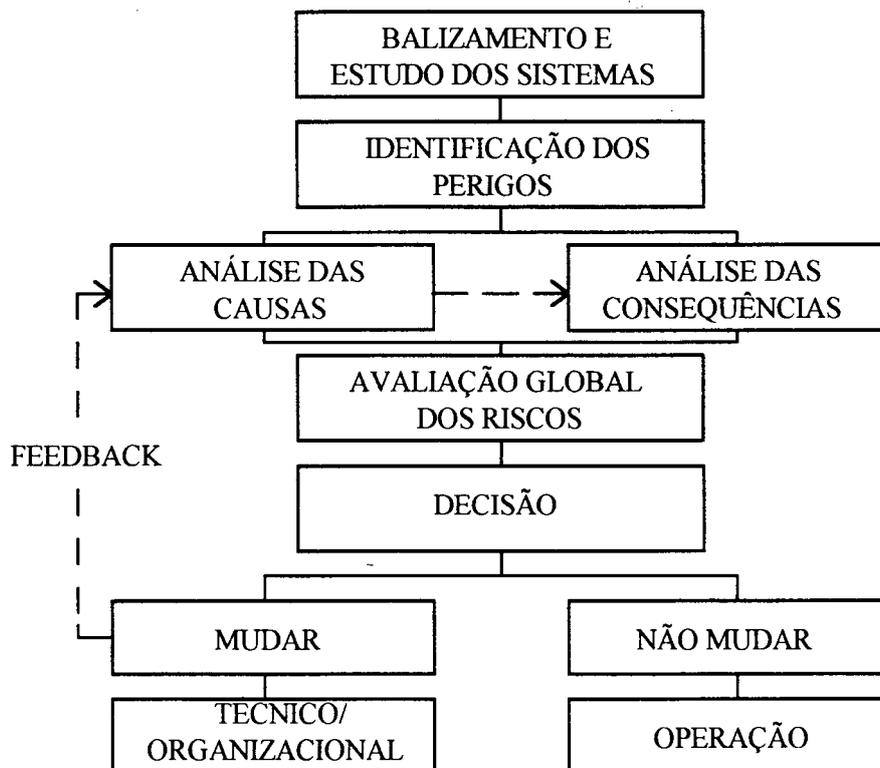 BALIZAMENTO E
ESTUDO DOS SISTEMAS
IDENTIFICAÇÃO DOS
PERIGOS
ANÁLISE DAS
CAUSAS
ANÁLISE DAS
CONSEQUÊNCIAS
AVALIAÇÃO GLOBAL
DOS RISCOS
FEEDBACK
DECISÃO
MUDAR
NÃO MUDAR
TECNICO/
ORGANIZACIONAL
OPERAÇÃO